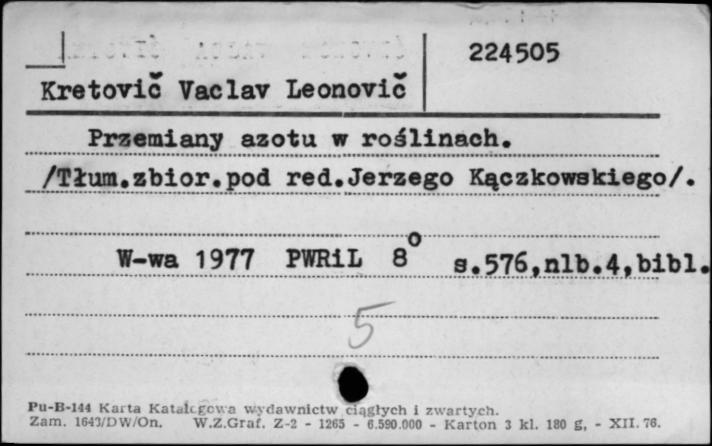 224505
Kretovič Vaclav Leonovič
Przemiany azotu w roślinach.
/Tłum.zbior.pod red.Jerzego Kączkowskiego/.
W-wa 1977 PWRiL 8° s.576,nlb.4,bibl.
5
Pu-B-144 Karta Katalogowa wydawnictw ciągłych i zwartych.
Zam. 1643/DW/On. W.Z.Graf. Z-2 - 1265 - 6.590.000 - Karton 3 kl. 180 g, - XII. 76.